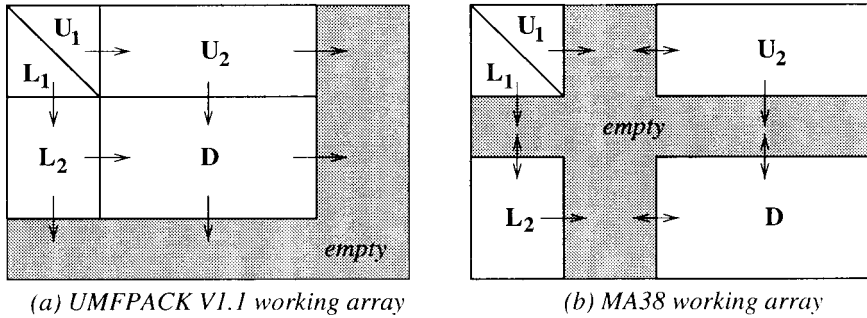 U1
U2
L1
L2
D
empty
(a) UMFPACK V1.1 working array
U1
U2
L1
empty
L2
D
(b) MA38 working array